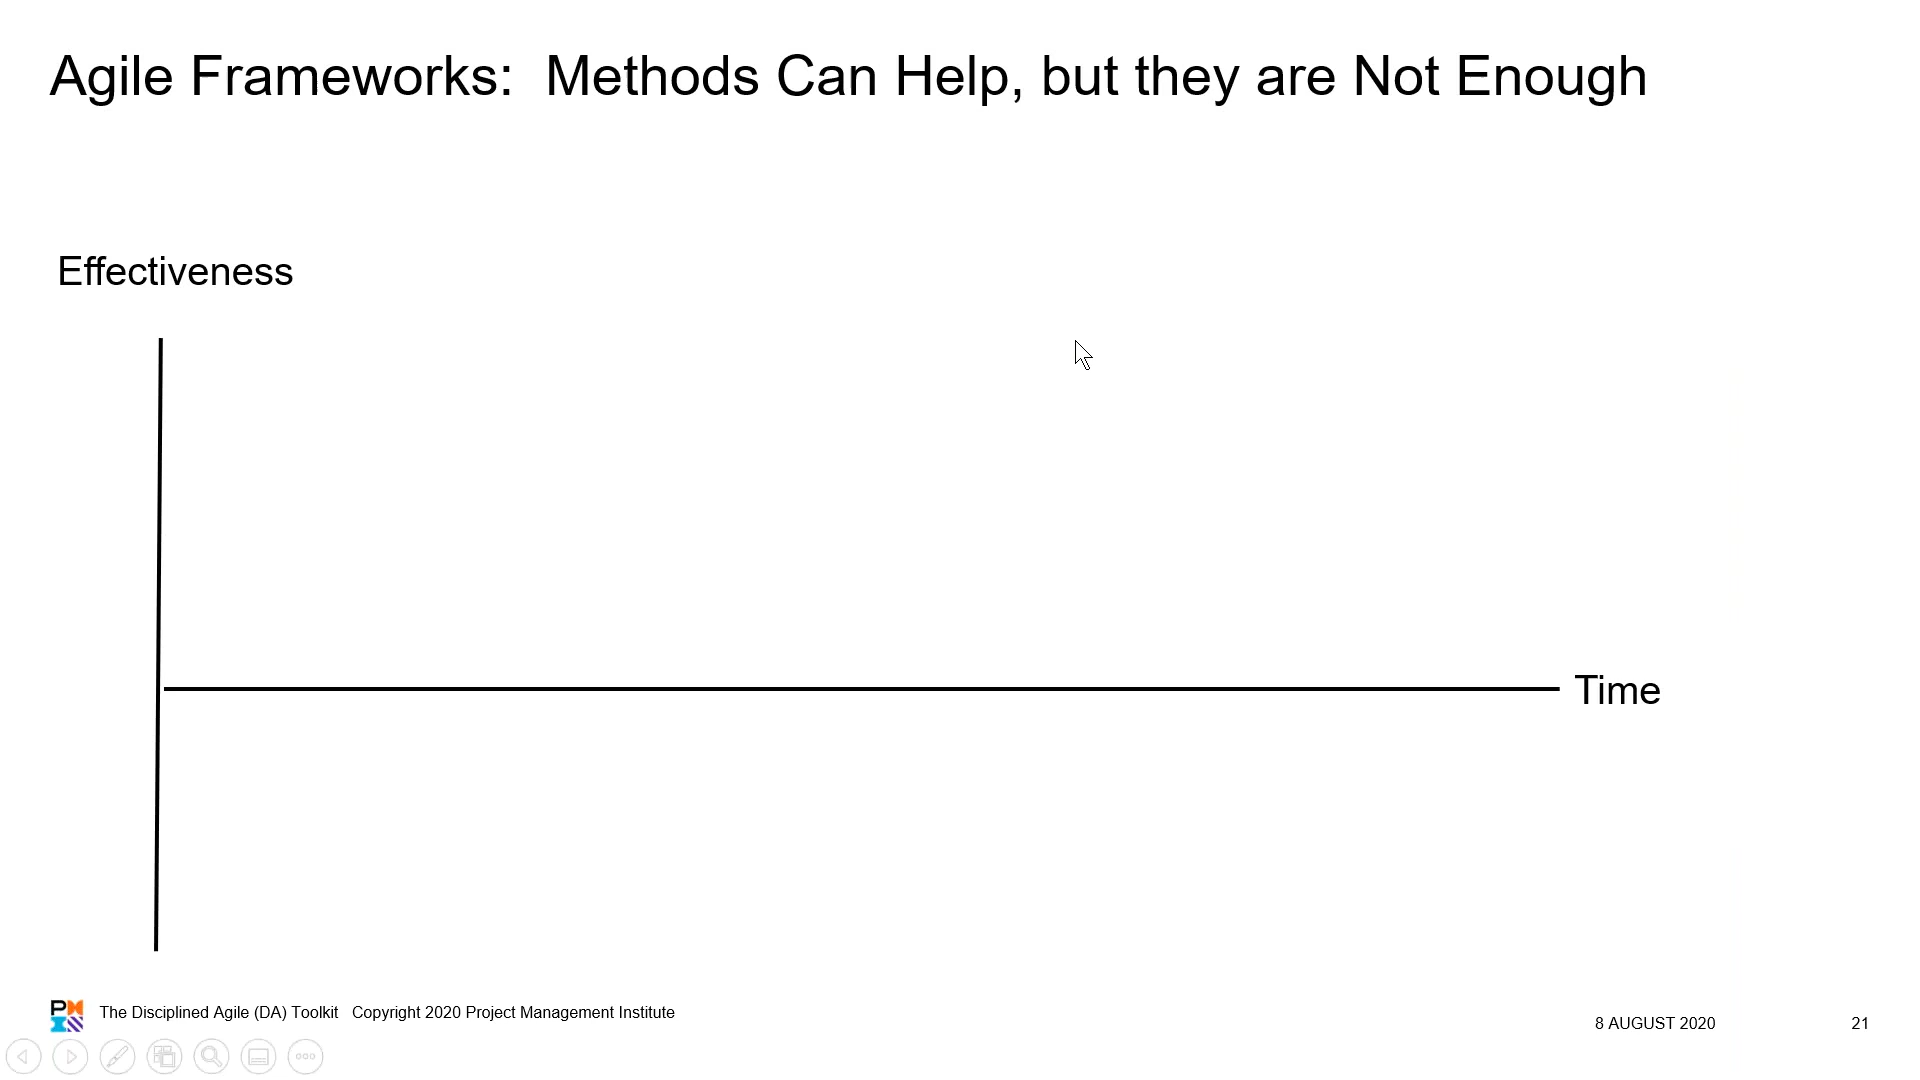 Agile Frameworks:  Methods Can Help, but they are Not Enough
Effectiveness
Time
PM
The Disciplined Agile (DA) Toolkit   Copyright 2020 Project Management Institute
8 AUGUST 2020
21